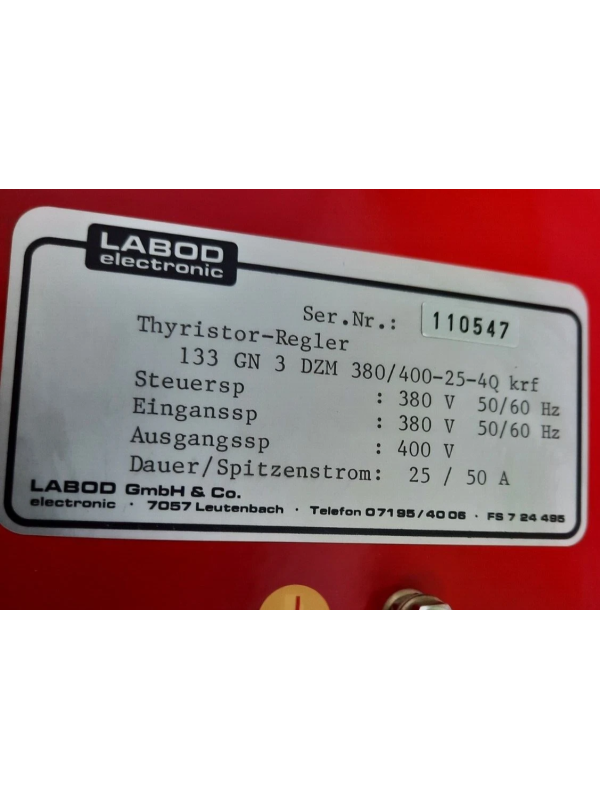 LABOD
electronic
Ser.Nr.: 110547
Thyristor-Regler
133 GN 3 DZM 380/400-25-4Q krf
Steuersp : 380 V 50/60 Hz
Einganssp : 380 V 50/60 Hz
Ausgangssp : 400 V
Dauer/Spitzenstrom: 25 / 50 A
LABOD GmbH & Co.
electronic · 7057 Leutenbach · Telefon 07195/4006 · FS 7 24 495